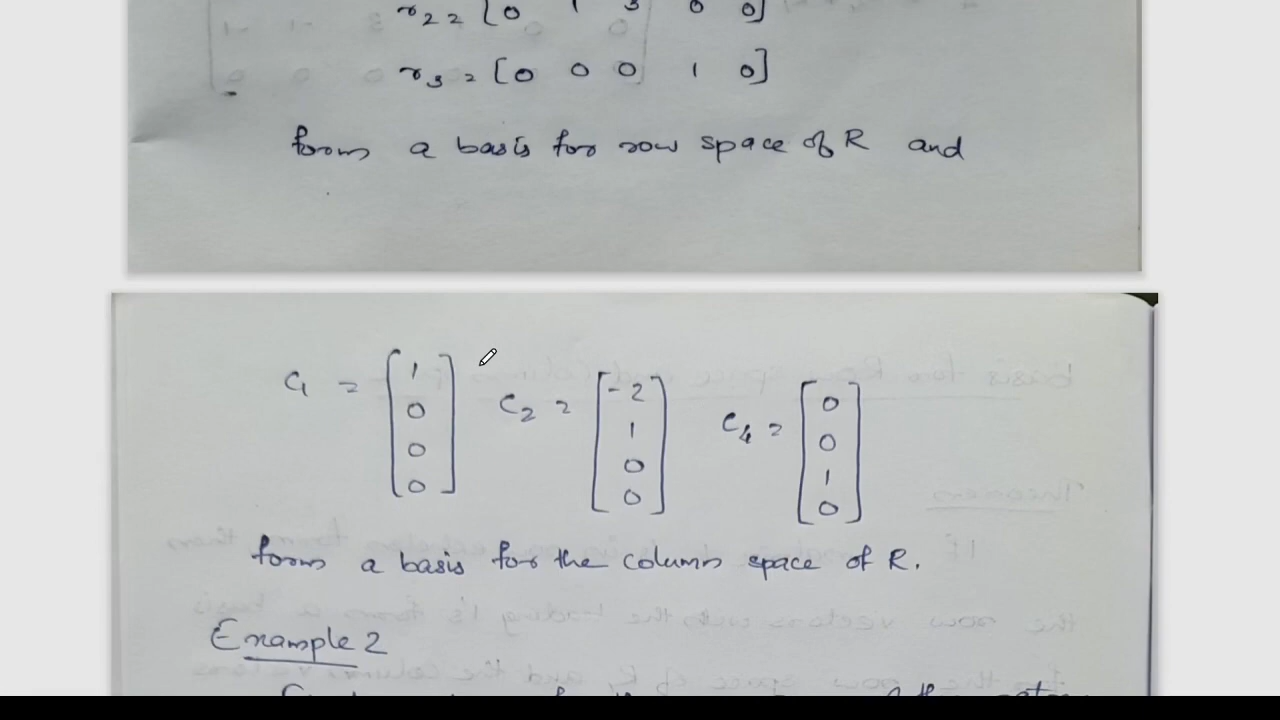 r2 = [0 1 3 0 0]
r3 = [0 0 0 1 0]
forms a basis for row space of R and
c1 = [1 0 0 0] c2 = [-2 1 0 0] c4 = [0 0 1 0]
forms a basis for the column space of R.
Example 2